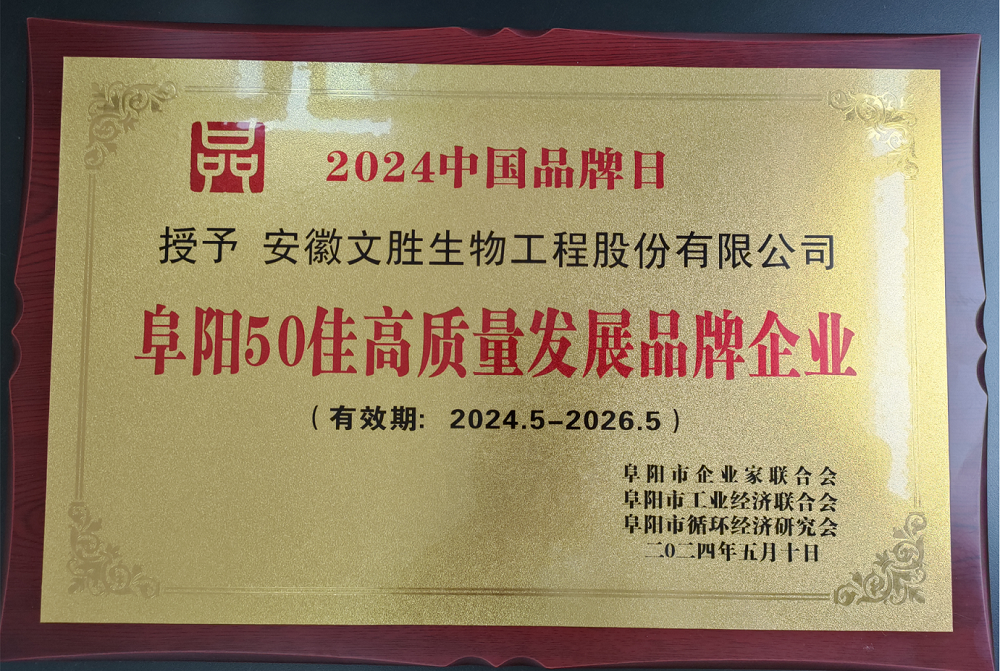 品
2024中国品牌日
授予 安徽文胜生物工程股份有限公司
阜阳50佳高质量发展品牌企业
（有效期: 2024.5–2026.5）
阜阳市企业家联合会
阜阳市工业经济联合会
阜阳市循环经济研究会
二〇二四年五月十日